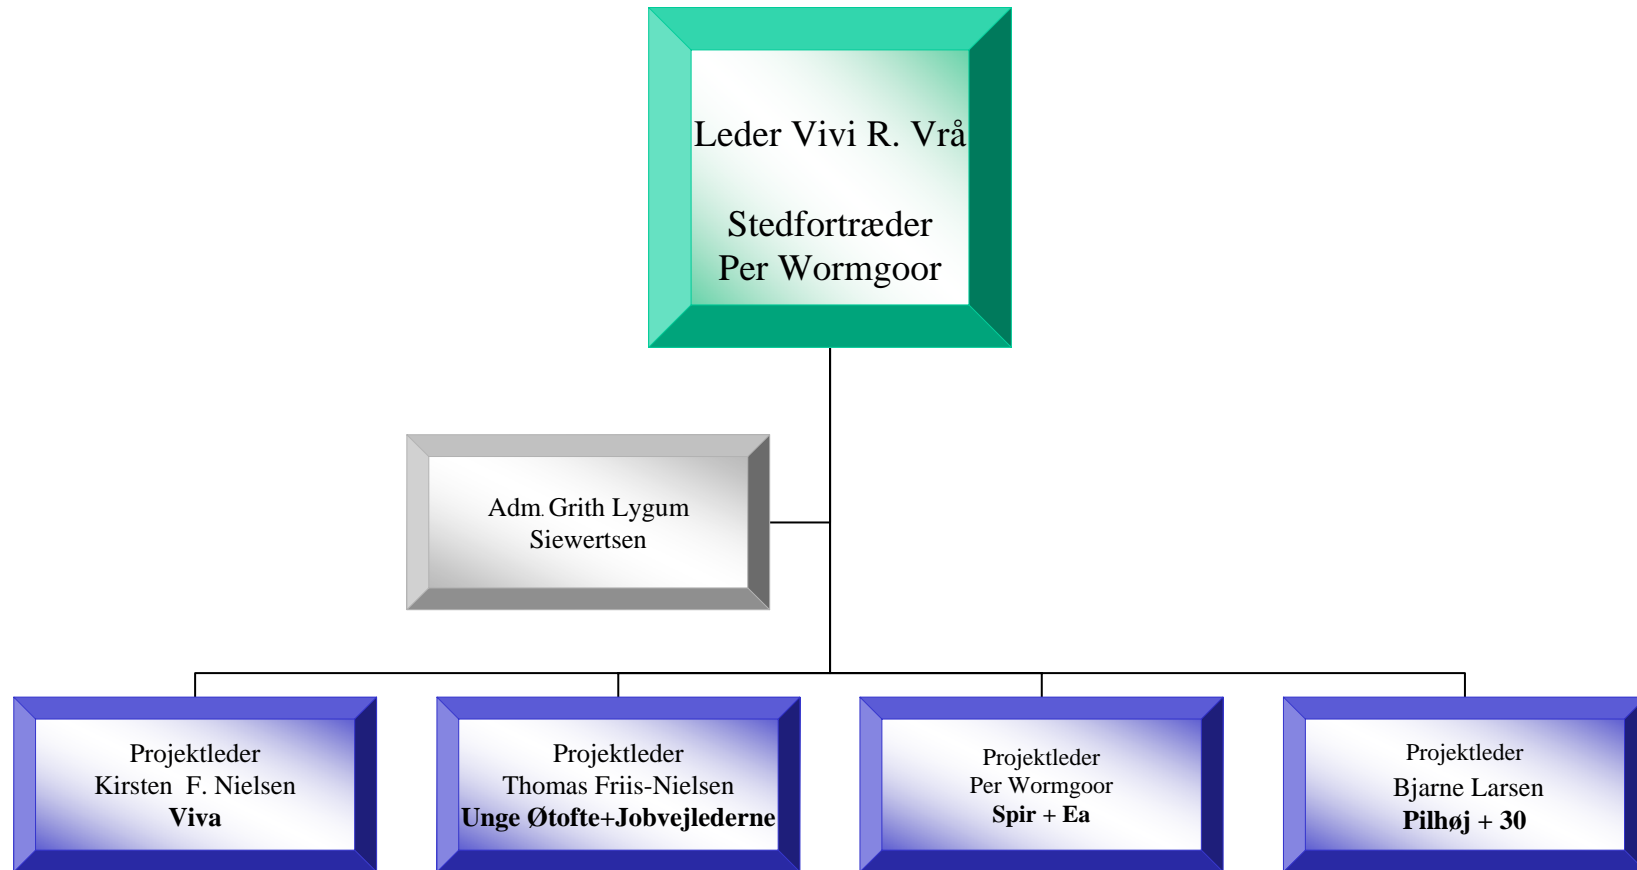 Leder Vivi R. Vrå
Stedfortræder
Per Wormgoor
Adm. Grith Lygum
Siewertsen
Projektleder
Kirsten F. Nielsen
Viva
Projektleder
Thomas Friis-Nielsen
Unge Øtofte+Jobvejlederne
Projektleder
Per Wormgoor
Spir + Ea
Projektleder
Bjarne Larsen
Pilhøj + 30